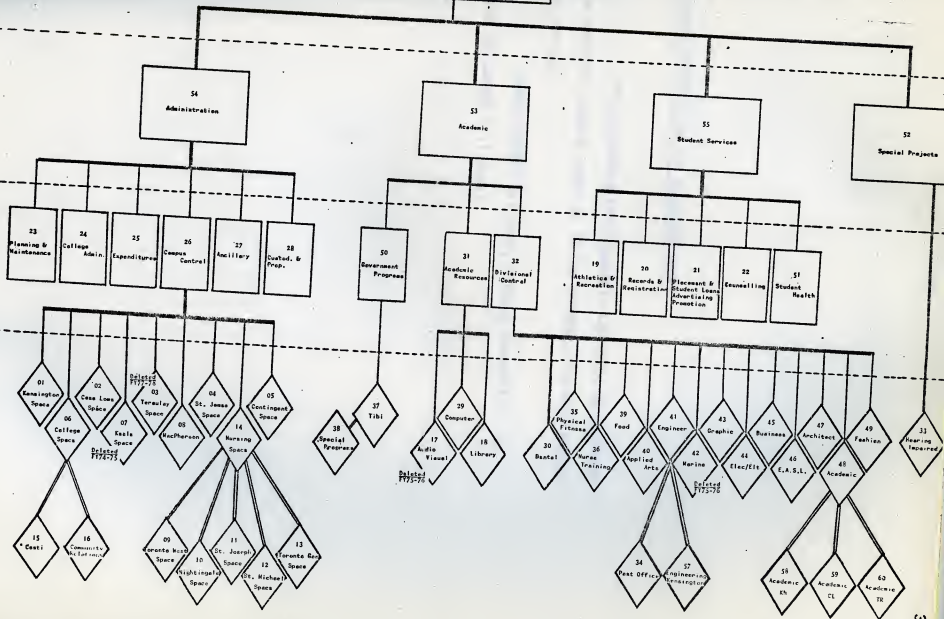 54
Administration
53
Academic
55
Student Services
52
Special Projects
23
Planning &
Maintenance
24
College
Admin.
25
Expenditures
26
Campus
Control
27
Ancillary
28
Custod. &
Prop.
50
Government
Programs
31
Academic
Resources
32
Divisional
Control
19
Athletics &
Recreation
20
Records &
Registration
21
Placement &
Student Loans
Advertising
Promotion
22
Counselling
51
Student
Health
01
Kensington
Space
06
College
Space
02
Casa Loma
Space
07
Keele
Space
Deleted
FY74-75
Deleted
FY75-76
03
Teraulay
Space
08
MacPherson
04
St. James
Space
14
Nursing
Space
05
Contingent
Space
38
Special
Programs
37
Tibi
17
Audio
Visual
Deleted
FY75-76
29
Computer
18
Library
30
Dental
35
Physical
Fitness
36
Nurse
Training
39
Food
40
Applied
Arts
41
Engineer
42
Marine
Deleted
FY75-76
43
Graphic
44
Elec/Elt
45
Business
46
E.A.S.L.
47
Architect
48
Academic
49
Fashion
33
Hearing
Impaired
15
Costi
16
Community
09
Toronto West
Space
10
Nightingale
Space
11
St. Joseph
Space
12
St. Michael
Space
13
Toronto Gen
Space
34
Post Office
57
Engineering
Kensington
58
Academic
Kh
59
Academic
CL
60
Academic
TR